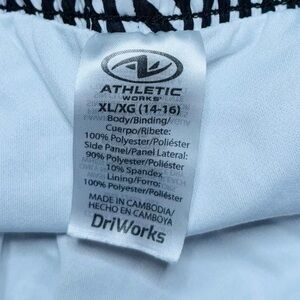 ATHLETIC
WORKS
XL/XG (14-16)
Body/Binding/
Cuerpo/Ribete:
100% Polyester/Poliéster
Side Panel/Panel Lateral:
90% Polyester/Poliéster
10% Spandex
Lining/Forro:
100% Polyester/Poliéster
MADE IN CAMBODIA/
HECHO EN CAMBOYA
DriWorks